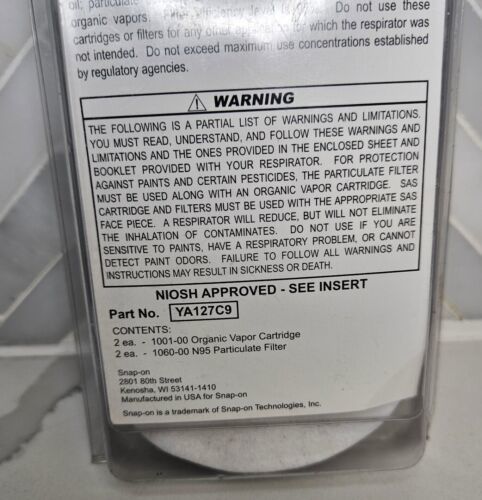 oil; particulate
organic vapors. Filter efficiency level is Do not use these
cartridges or filters for any other for which the respirator was
not intended. Do not exceed maximum use concentrations established
by regulatory agencies.
⚠ WARNING
THE FOLLOWING IS A PARTIAL LIST OF WARNINGS AND LIMITATIONS.
YOU MUST READ, UNDERSTAND, AND FOLLOW THESE WARNINGS AND
LIMITATIONS AND THE ONES PROVIDED IN THE ENCLOSED SHEET AND
BOOKLET PROVIDED WITH YOUR RESPIRATOR. FOR PROTECTION
AGAINST PAINTS AND CERTAIN PESTICIDES, THE PARTICULATE FILTER
MUST BE USED ALONG WITH AN ORGANIC VAPOR CARTRIDGE. SAS
CARTRIDGE AND FILTERS MUST BE USED WITH THE APPROPRIATE SAS
FACE PIECE. A RESPIRATOR WILL REDUCE, BUT WILL NOT ELIMINATE
THE INHALATION OF CONTAMINATES. DO NOT USE IF YOU ARE
SENSITIVE TO PAINTS, HAVE A RESPIRATORY PROBLEM, OR CANNOT
DETECT PAINT ODORS. FAILURE TO FOLLOW ALL WARNINGS AND
INSTRUCTIONS MAY RESULT IN SICKNESS OR DEATH.
NIOSH APPROVED - SEE INSERT
Part No. YA127C9
CONTENTS:
2 ea. - 1001-00 Organic Vapor Cartridge
2 ea. - 1060-00 N95 Particulate Filter
Snap-on
2801 80th Street
Kenosha, WI 53141-1410
Manufactured in USA for Snap-on
Snap-on is a trademark of Snap-on Technologies, Inc.